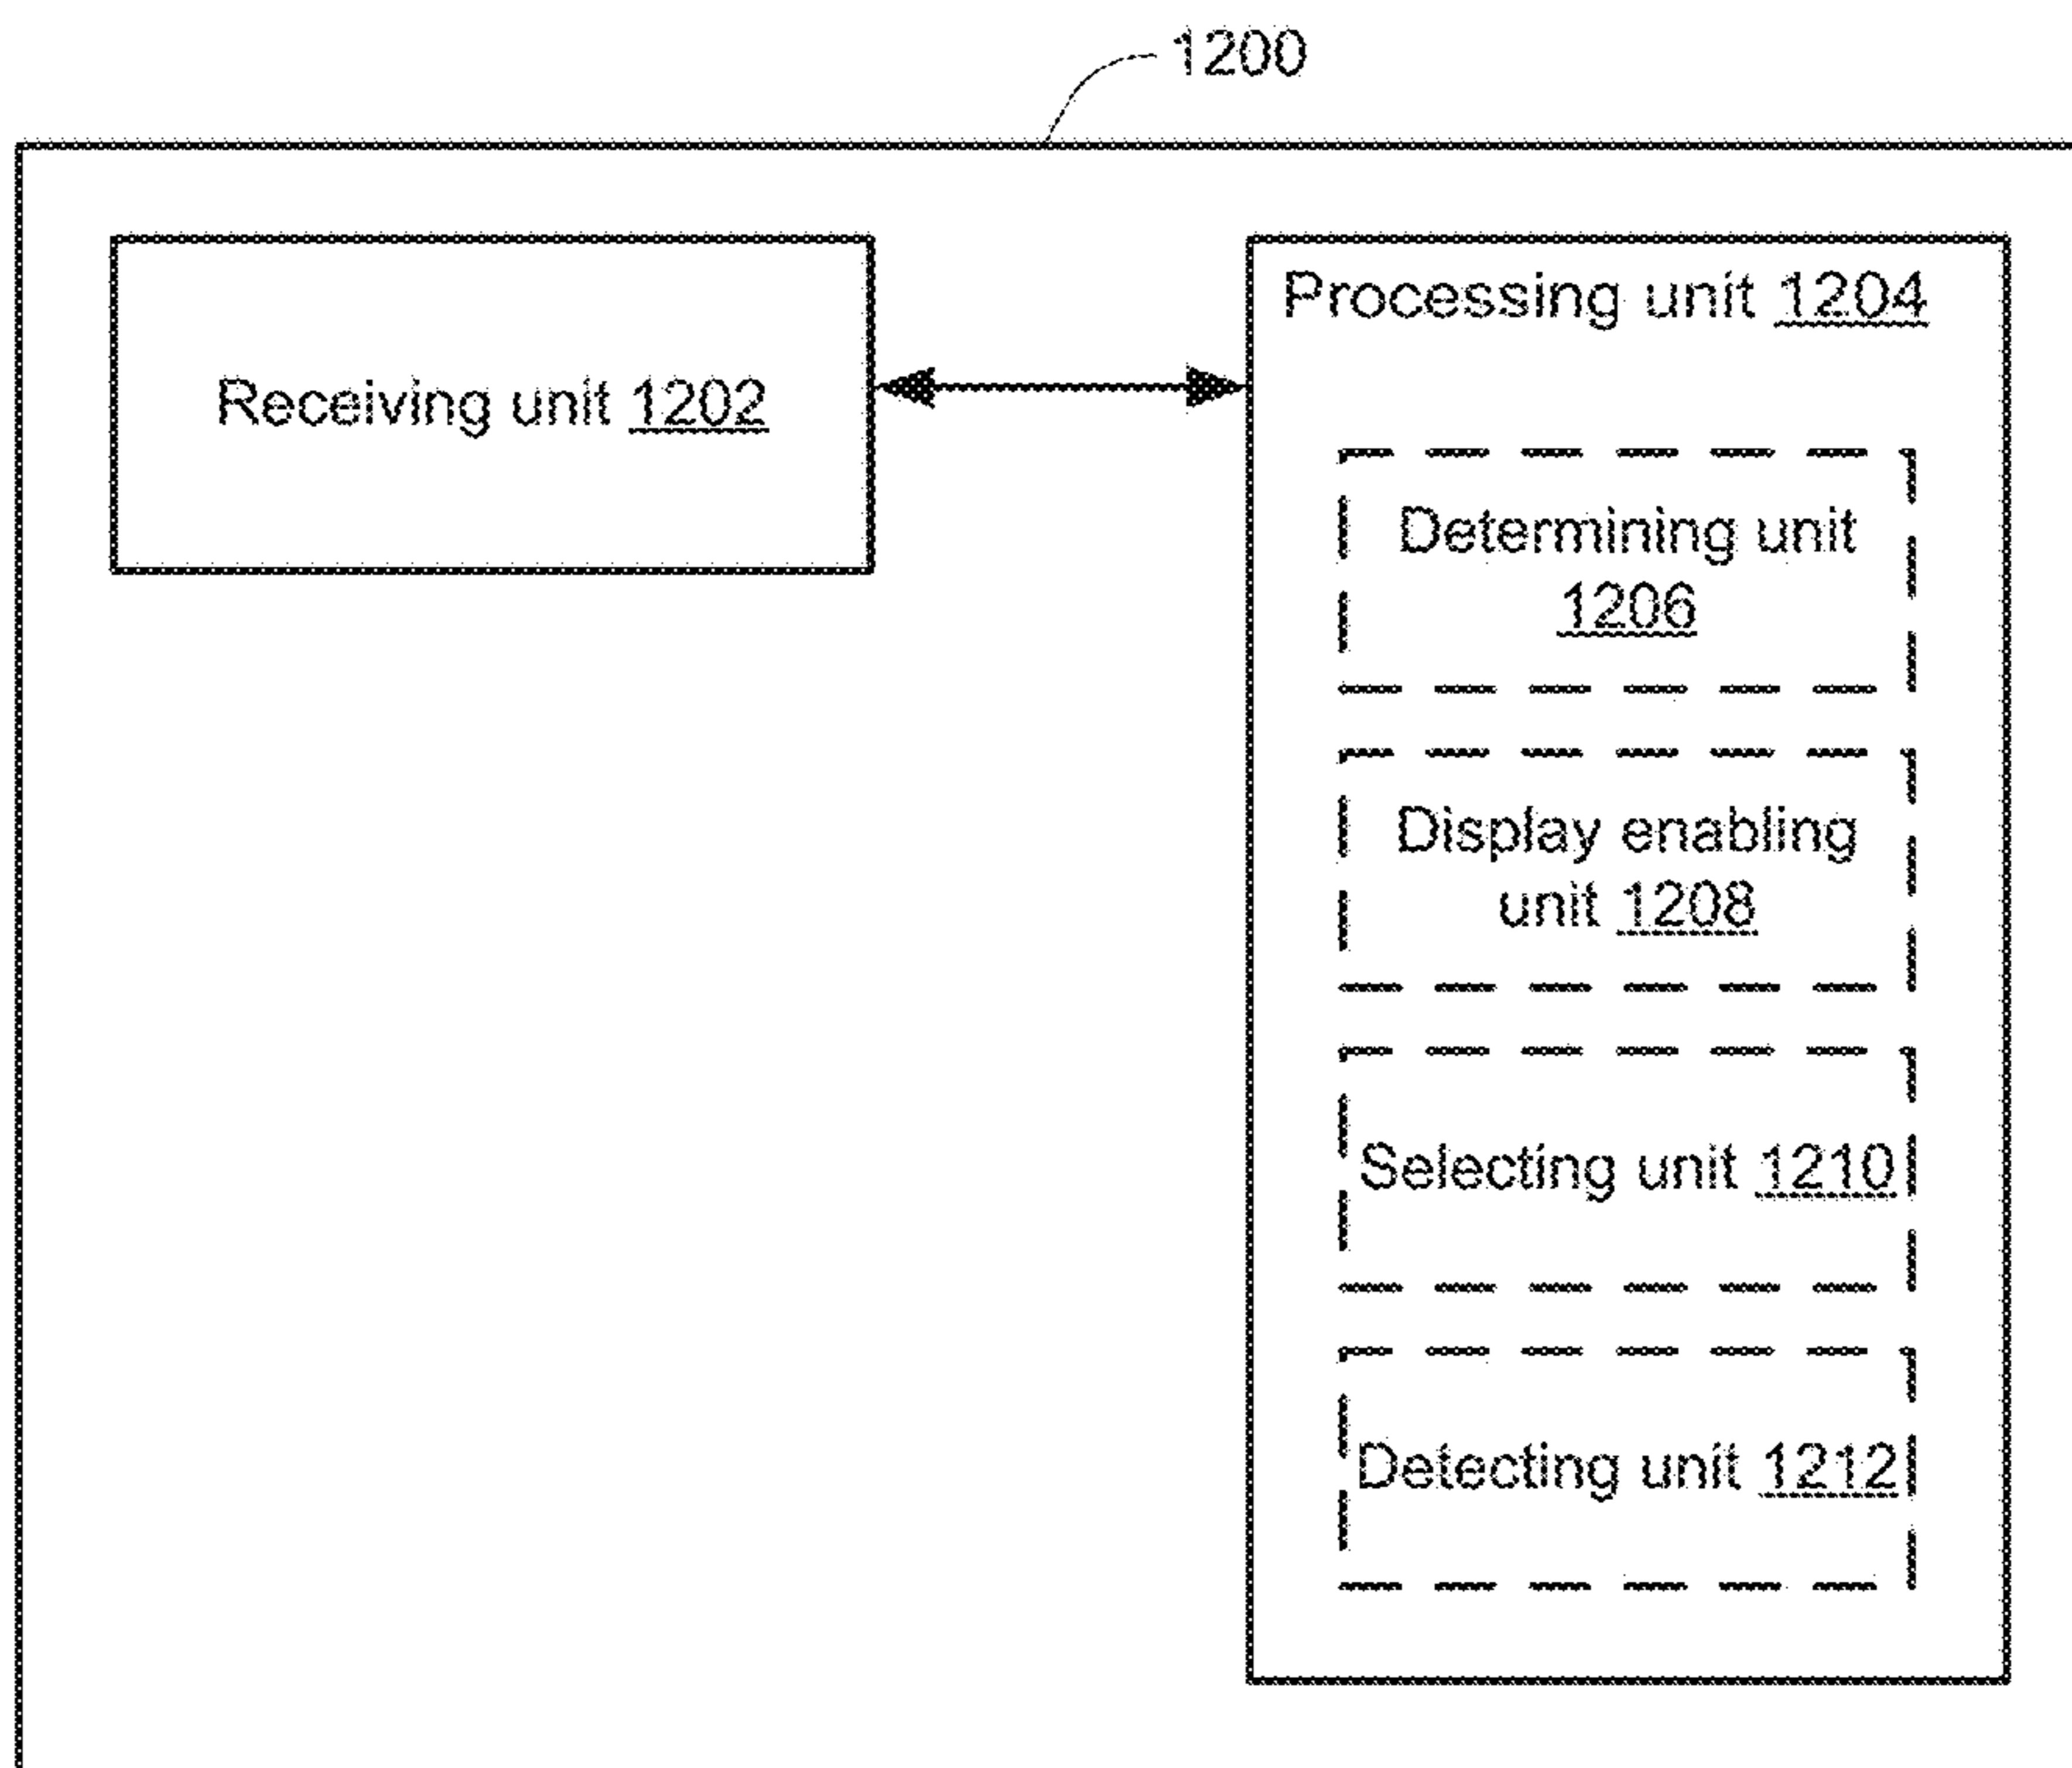 1200
Receiving unit 1202
Processing unit 1204
Determining unit
1206
Display enabling
unit 1208
Selecting unit 1210
Detecting unit 1212